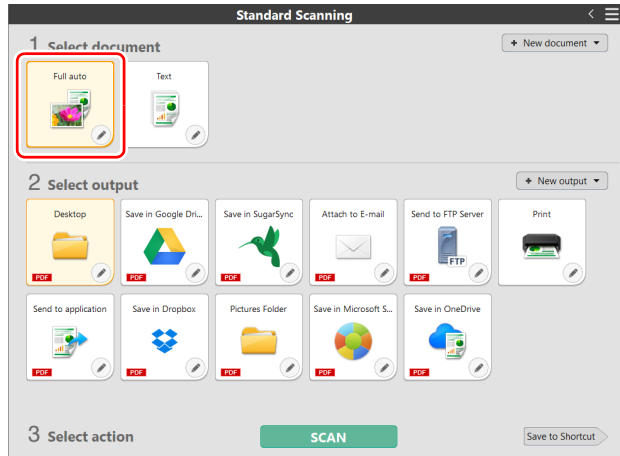 Standard Scanning
1 Select document
+ New document
Full auto
Text
2 Select output
+ New output
Desktop
Save in Google Dri...
Save in SugarSync
Attach to E-mail
Send to FTP Server
Print
PDF
PDF
PDF
PDF
FTP
PDF
Send to application
Save in Dropbox
Pictures Folder
Save in Microsoft S...
Save in OneDrive
PDF
PDF
PDF
PDF
PDF
3 Select action
SCAN
Save to Shortcut